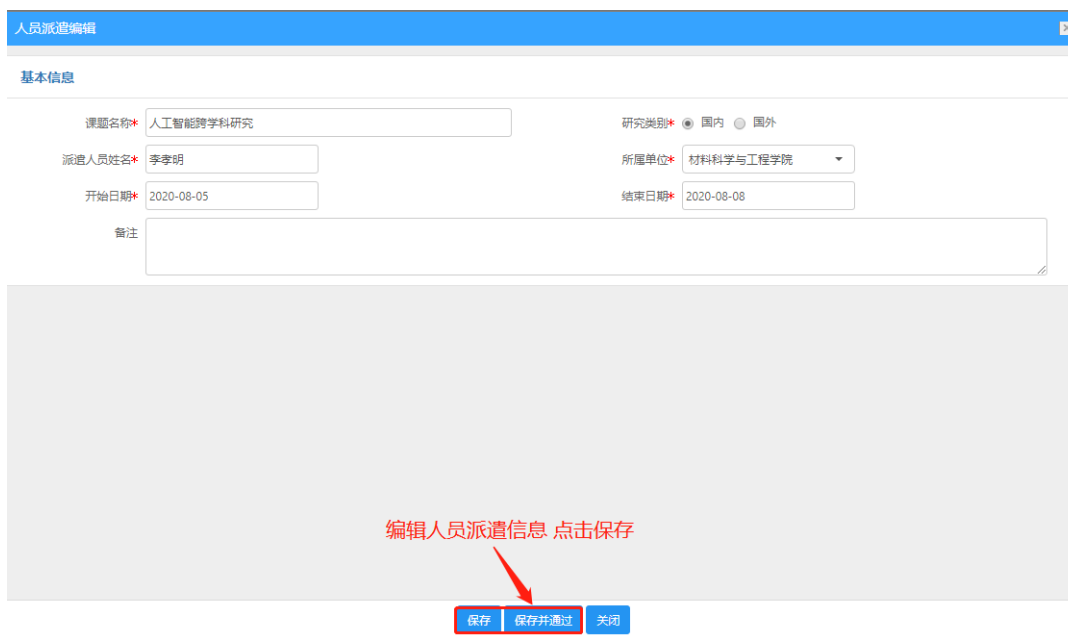 人员派遣编辑
基本信息
课题名称* 人工智能跨学科研究 研究类别* 国内 国外
派遣人员姓名* 李孝明 所属单位* 材料科学与工程学院
开始日期* 2020-08-05 结束日期* 2020-08-08
备注
编辑人员派遣信息 点击保存
保存 保存并通过 关闭